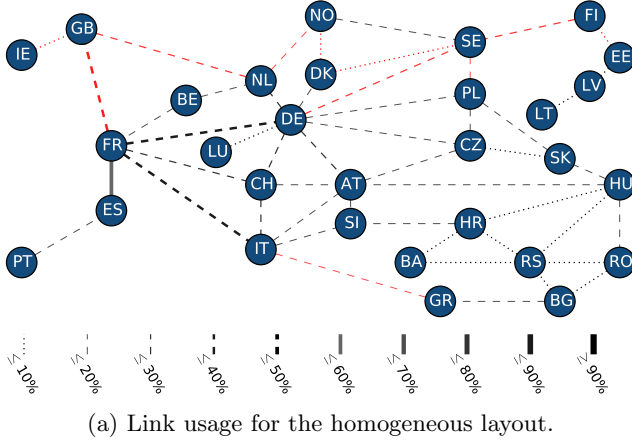 NO
FI
GB
SE
IE
EE
DK
NL
LV
BE
PL
LT
DE
FR
LU
CZ
SK
CH
AT
HU
ES
SI
HR
IT
PT
BA
RS
RO
GR
BG
≤ 10%
≤ 20%
≤ 30%
≤ 40%
≤ 50%
≤ 60%
≤ 70%
≤ 80%
≤ 90%
≥ 90%
(a) Link usage for the homogeneous layout.